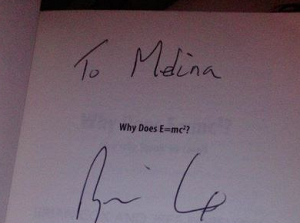 To Melina
Why Does E=mc²?